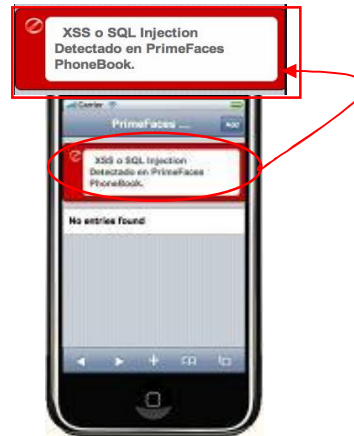 XSS o SQL Injection
Detectado en PrimeFaces
PhoneBook.
Carrier
PrimeFaces ....
Add
XSS o SQL Injection
Detectado en PrimeFaces
PhoneBook.
No entries found